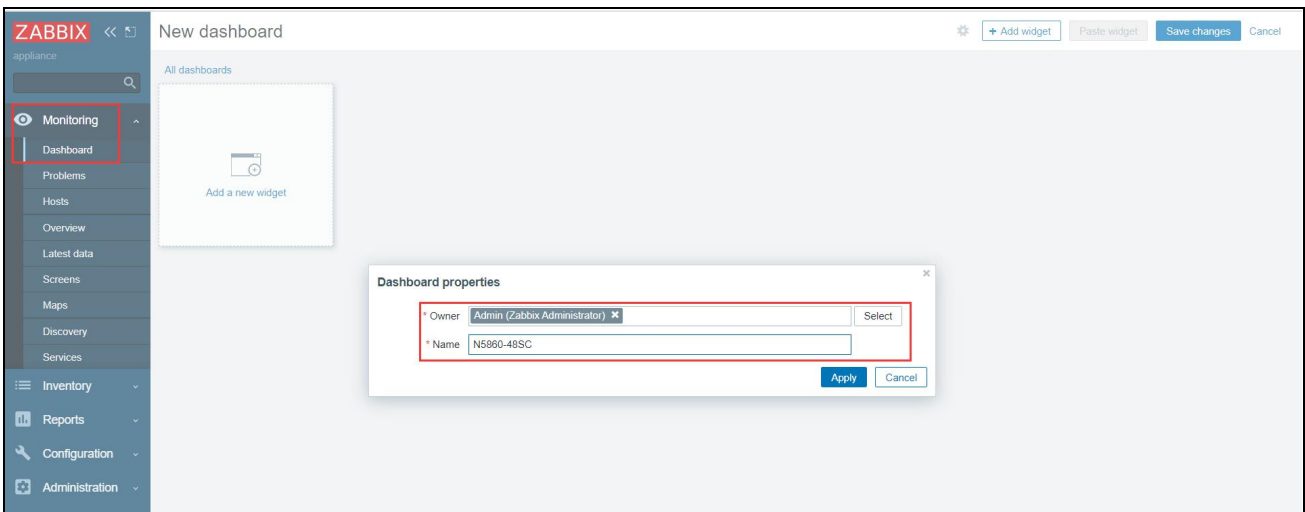 ZABBIX
appliance
Monitoring
Dashboard
Problems
Hosts
Overview
Latest data
Screens
Maps
Discovery
Services
Inventory
Reports
Configuration
Administration
New dashboard
+ Add widget
Paste widget
Save changes
Cancel
All dashboards
Add a new widget
Dashboard properties
* Owner Admin (Zabbix Administrator) Select
* Name N5860-48SC
Apply Cancel